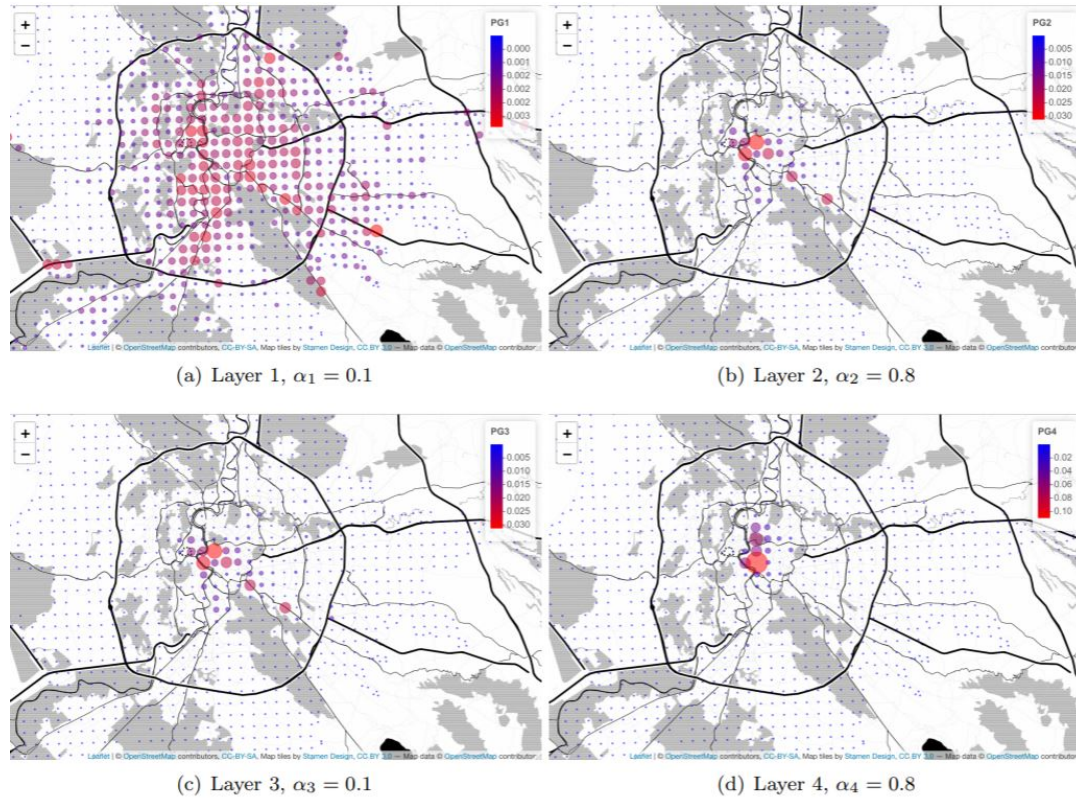 +
−
PG1
0.000
0.001
0.002
0.002
0.003
Leaflet | © OpenStreetMap contributors, CC-BY-SA, Map tiles by Stamen Design, CC BY 3.0 — Map data © OpenStreetMap contributor
(a) Layer 1, α₁ = 0.1
+
−
PG2
0.005
0.010
0.015
0.020
0.025
0.030
Leaflet | © OpenStreetMap contributors, CC-BY-SA, Map tiles by Stamen Design, CC BY 3.0 — Map data © OpenStreetMap contributor
(b) Layer 2, α₂ = 0.8
+
−
PG3
0.005
0.010
0.015
0.020
0.025
0.030
Leaflet | © OpenStreetMap contributors, CC-BY-SA, Map tiles by Stamen Design, CC BY 3.0 — Map data © OpenStreetMap contributor
(c) Layer 3, α₃ = 0.1
+
−
PG4
0.02
0.04
0.06
0.08
0.10
Leaflet | © OpenStreetMap contributors, CC-BY-SA, Map tiles by Stamen Design, CC BY 3.0 — Map data © OpenStreetMap contributor
(d) Layer 4, α₄ = 0.8